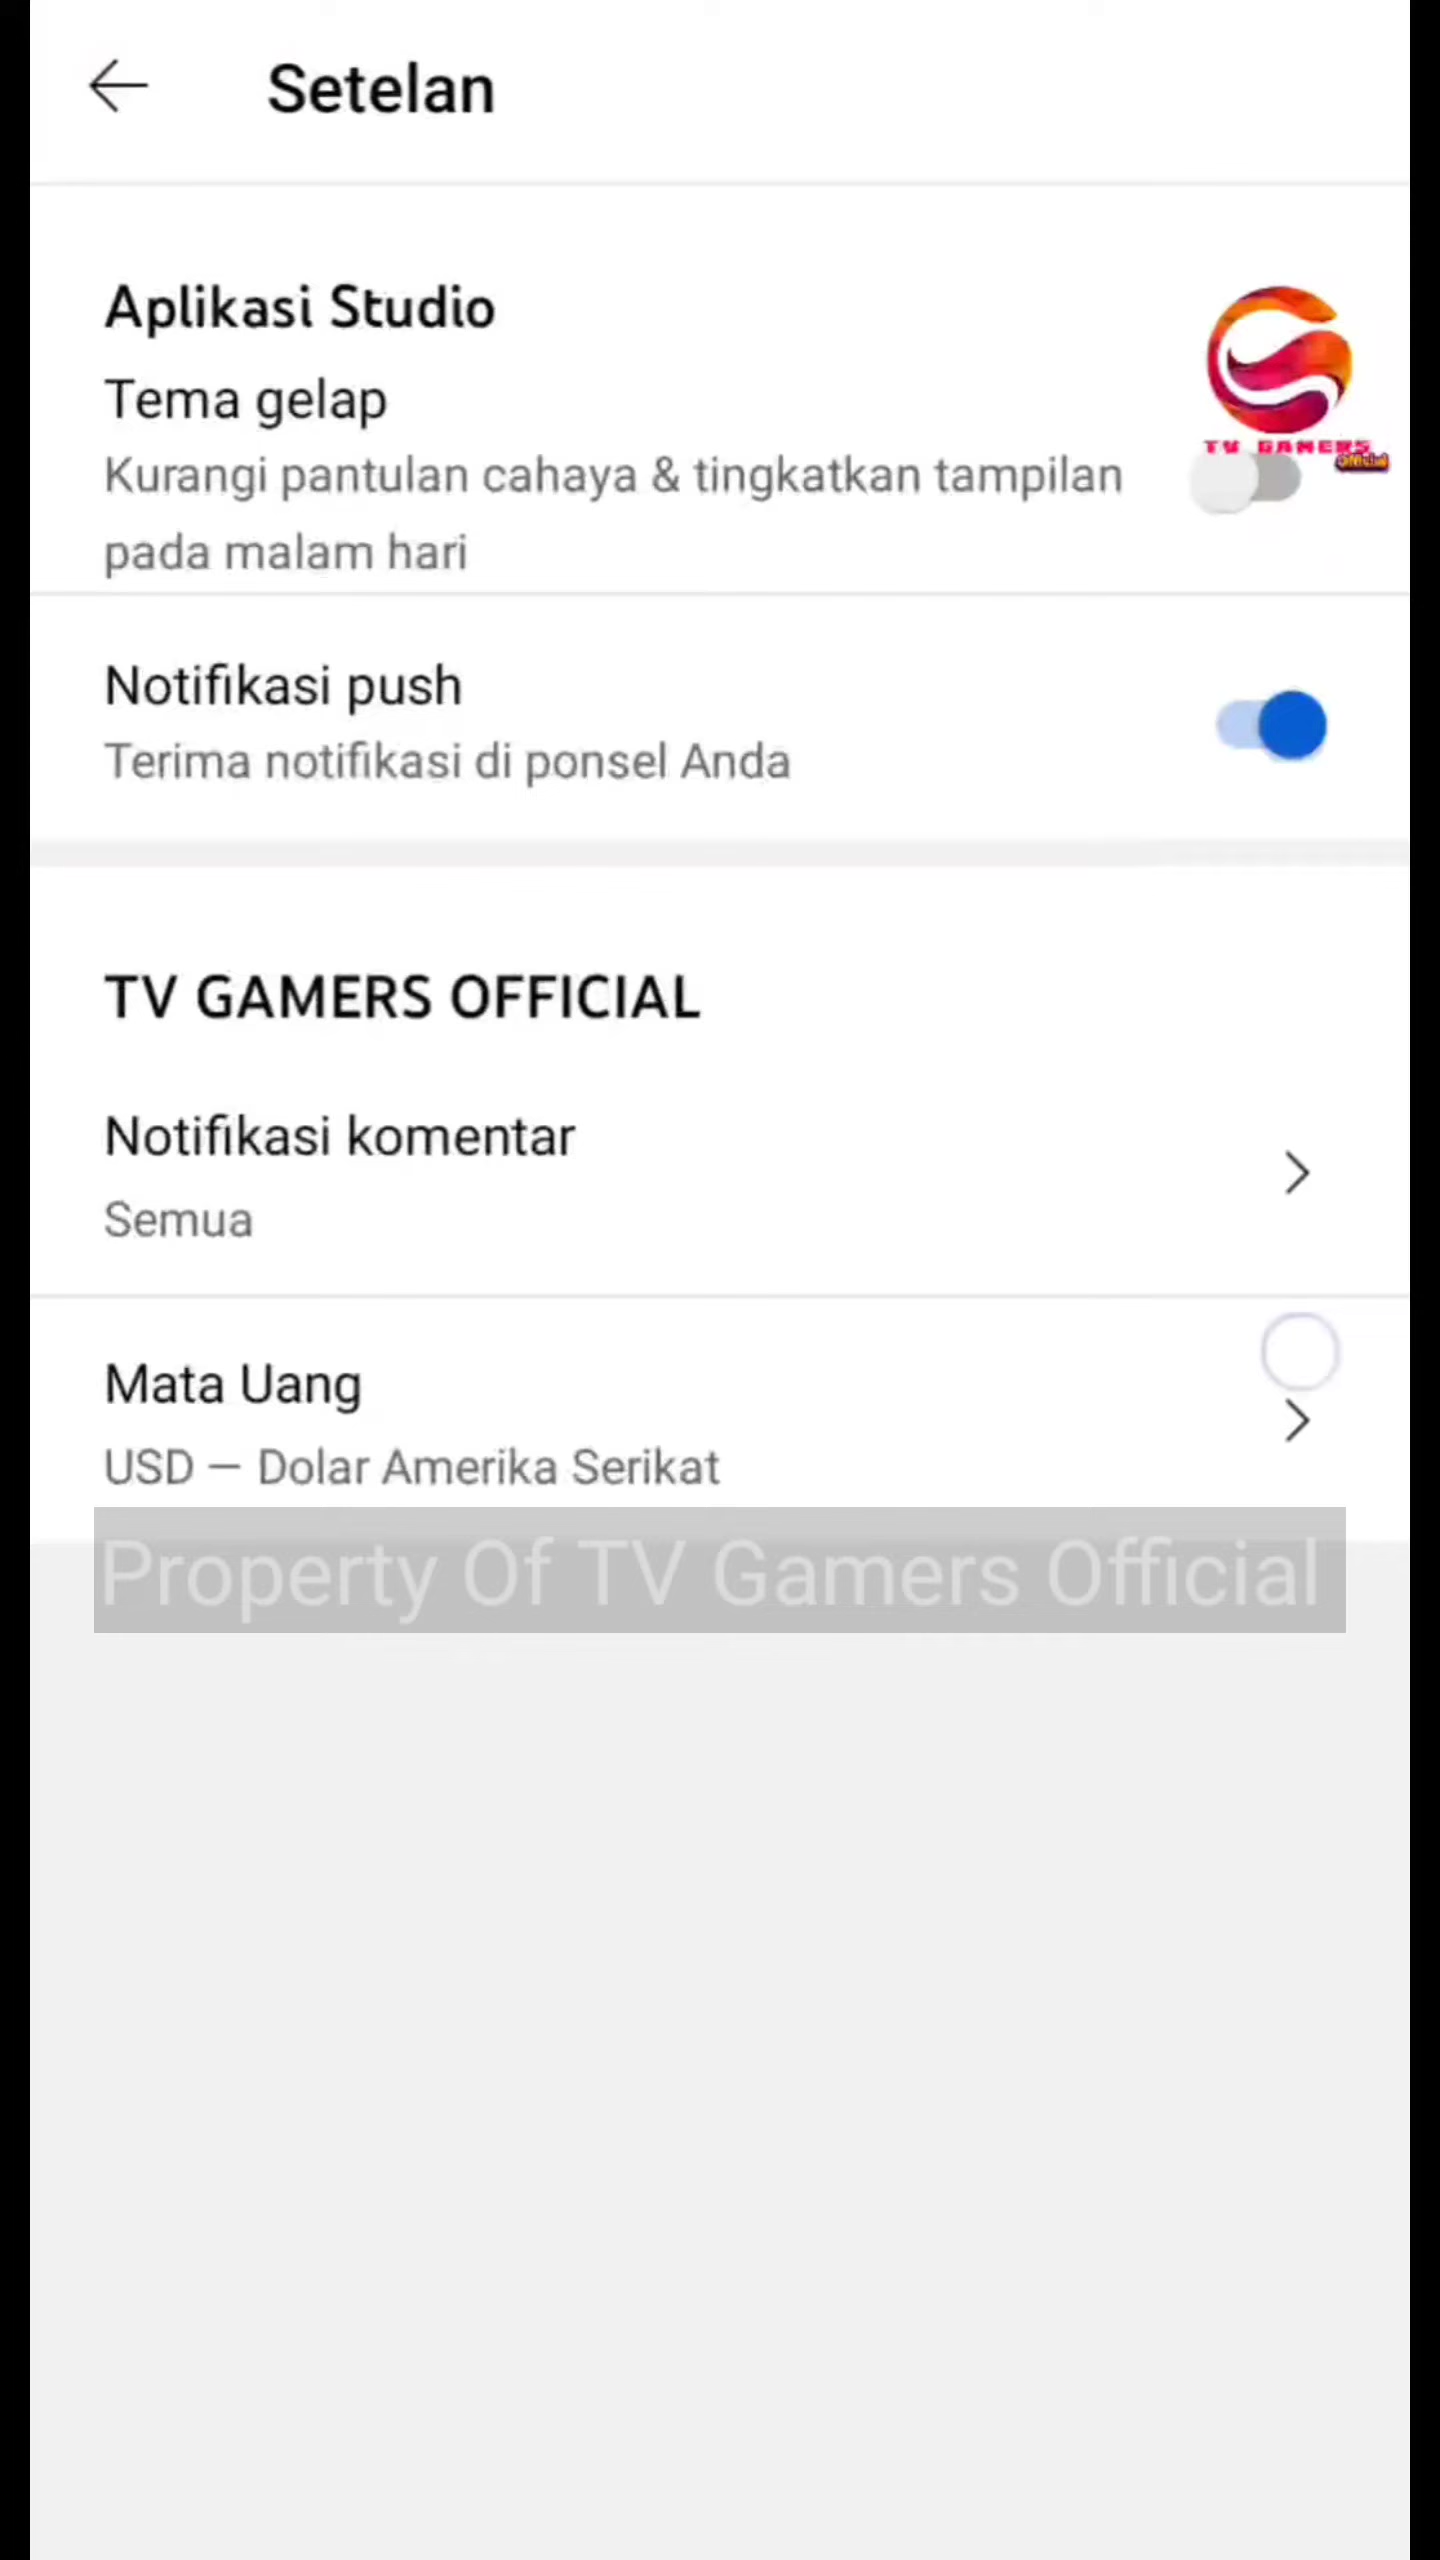 Setelan
Aplikasi Studio
Tema gelap
Kurangi pantulan cahaya & tingkatkan tampilan
pada malam hari
TV GAMERS
Official
Notifikasi push
Terima notifikasi di ponsel Anda
TV GAMERS OFFICIAL
Notifikasi komentar
Semua
Mata Uang
USD — Dolar Amerika Serikat
Property Of TV Gamers Official